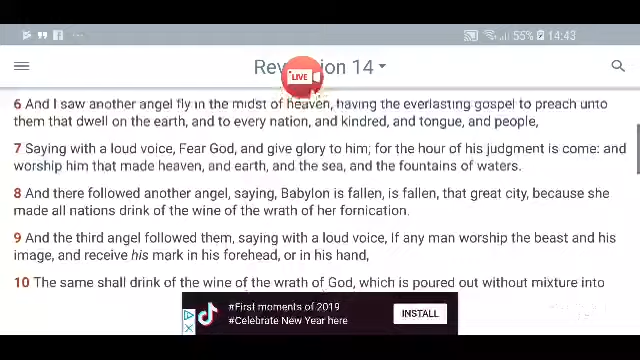 55% 14:43
Revelation 14
LIVE
6 And I saw another angel fly in the midst of heaven, having the everlasting gospel to preach unto
them that dwell on the earth, and to every nation, and kindred, and tongue, and people,
7 Saying with a loud voice, Fear God, and give glory to him; for the hour of his judgment is come: and
worship him that made heaven, and earth, and the sea, and the fountains of waters.
8 And there followed another angel, saying, Babylon is fallen, is fallen, that great city, because she
made all nations drink of the wine of the wrath of her fornication.
9 And the third angel followed them, saying with a loud voice, If any man worship the beast and his
image, and receive his mark in his forehead, or in his hand,
10 The same shall drink of the wine of the wrath of God, which is poured out without mixture into
#First moments of 2019
#Celebrate New Year here
INSTALL